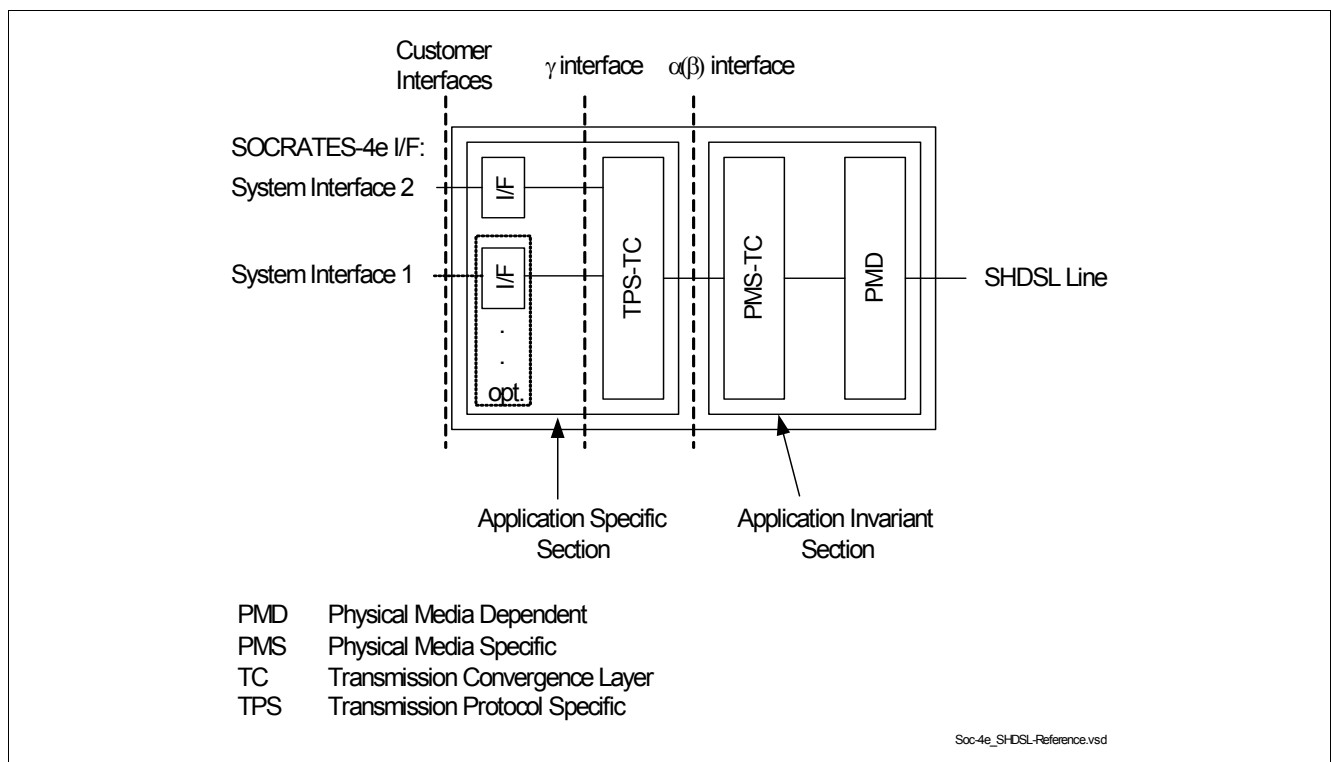 Customer
Interfaces
γ interface
α(β) interface
SOCRATES-4e I/F:
System Interface 2
I/F
System Interface 1
I/F
.
.
opt.
TPS-TC
PMS-TC
PMD
SHDSL Line
Application Specific
Section
Application Invariant
Section
PMD Physical Media Dependent
PMS Physical Media Specific
TC Transmission Convergence Layer
TPS Transmission Protocol Specific
Soc-4e_SHDSL-Reference.vsd